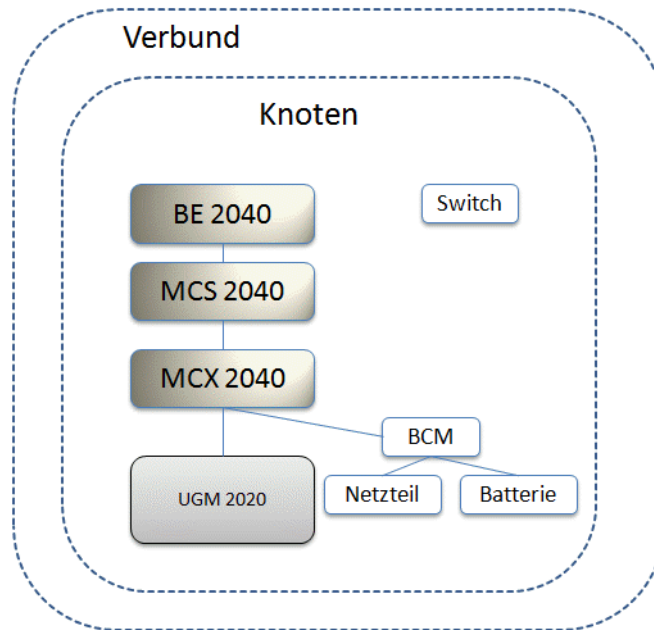 Verbund
Knoten
BE 2040
Switch
MCS 2040
MCX 2040
BCM
UGM 2020
Netzteil
Batterie